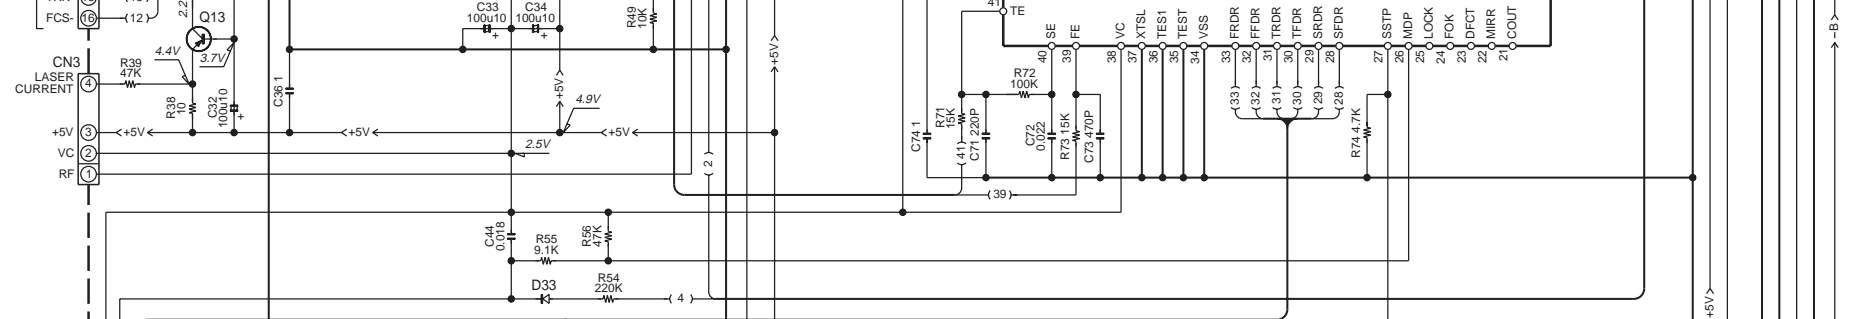 FCS-
16
(12)
2.2
Q13
4.4V
3.7V
CN3
LASER
CURRENT
4
R39
47K
R38
10
C32
100u10
+
C36 1
C33
100u10
+
C34
100u10
+
R49
10K
+5V
4.9V
+5V
3
+5V
+5V
+5V
VC
2
2.5V
RF
1
+5V
2
C44
0.018
R55
9.1K
R56
47K
D33
R54
220K
( 4 )
41
TE
SE
FE
VC
XTSL
TES1
TEST
VSS
FRDR
FFDR
TRDR
TFDR
SRDR
SFDR
SSTP
MDP
LOCK
FOK
DFCT
MIRR
COUT
40
39
38
37
36
35
34
33
32
31
30
29
28
27
26
25
24
23
22
21
C74 1
R71
15K
(41)
C71 220P
R72
100K
C72
0.022
R73 15K
C73 470P
(39)
(33)
(32)
(31)
(30)
(29)
(28)
R74 4.7K
+5V
-B